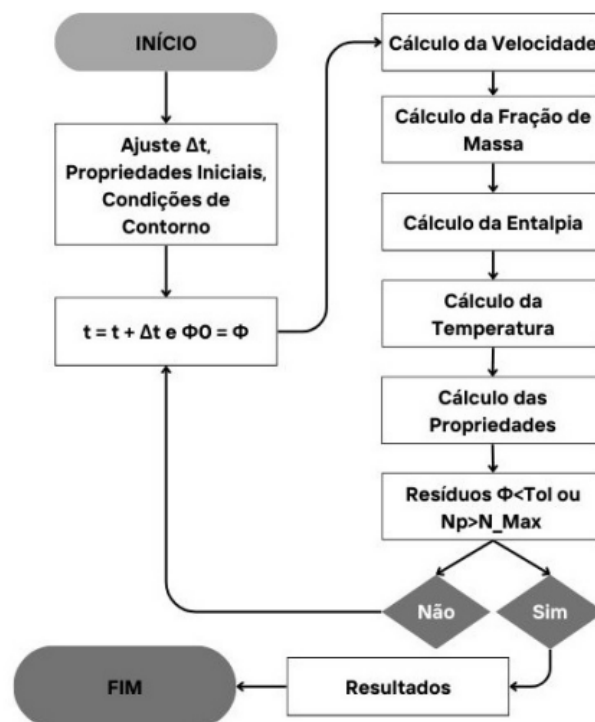 INÍCIO
Ajuste Δt,
Propriedades Iniciais,
Condições de
Contorno
t = t + Δt e ΦO = Φ
Cálculo da Velocidade
Cálculo da Fração de
Massa
Cálculo da Entalpia
Cálculo da
Temperatura
Cálculo das
Propriedades
Resíduos Φ<Tol ou
Np>N_Max
Não
Sim
Resultados
FIM